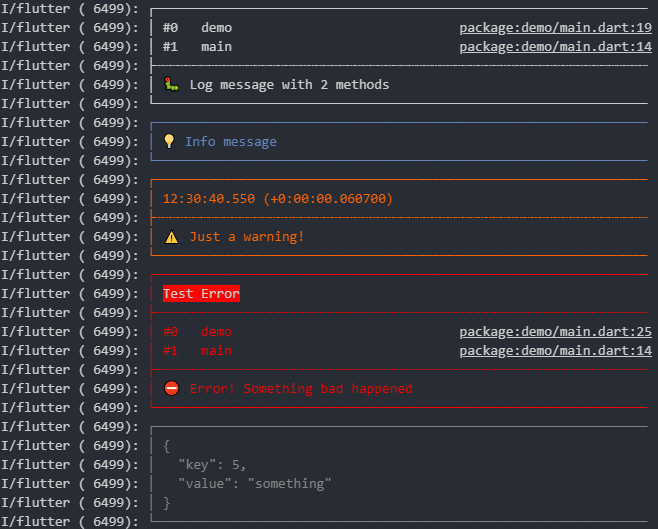 I/flutter ( 6499):
I/flutter ( 6499): #0   demo   package:demo/main.dart:19
I/flutter ( 6499): #1   main   package:demo/main.dart:14
I/flutter ( 6499):
I/flutter ( 6499): 🐛 Log message with 2 methods
I/flutter ( 6499):
I/flutter ( 6499):
I/flutter ( 6499): 💡 Info message
I/flutter ( 6499):
I/flutter ( 6499):
I/flutter ( 6499): 12:30:40.550 (+0:00:00.060700)
I/flutter ( 6499):
I/flutter ( 6499): ⚠️ Just a warning!
I/flutter ( 6499):
I/flutter ( 6499):
I/flutter ( 6499): Test Error
I/flutter ( 6499):
I/flutter ( 6499): #0   demo   package:demo/main.dart:25
I/flutter ( 6499): #1   main   package:demo/main.dart:14
I/flutter ( 6499):
I/flutter ( 6499): ⛔ Error! Something bad happened
I/flutter ( 6499):
I/flutter ( 6499):
I/flutter ( 6499): {
I/flutter ( 6499):   "key": 5,
I/flutter ( 6499):   "value": "something"
I/flutter ( 6499): }
I/flutter ( 6499):